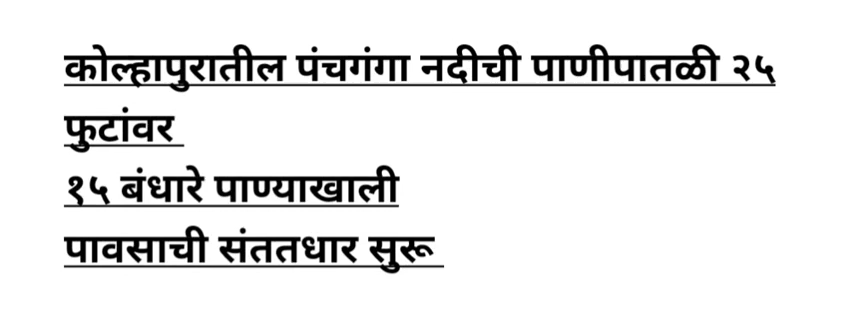 कोल्हापुरातील पंचगंगा नदीची पाणीपातळी २५
फुटांवर
१५ बंधारे पाण्याखाली
पावसाची संततधार सुरू